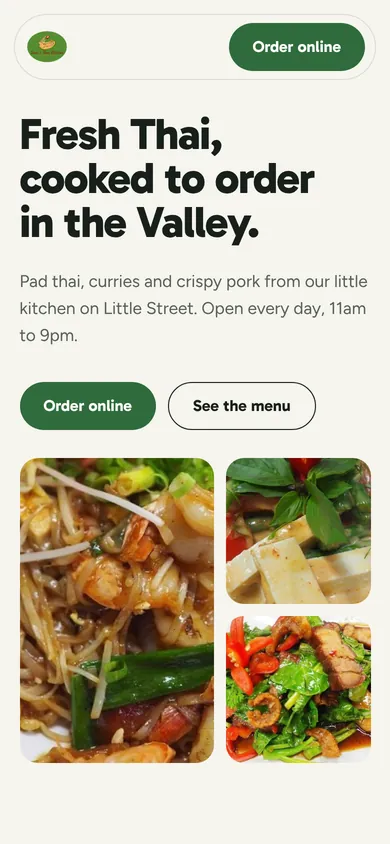 Order online
Fresh Thai,
cooked to order
in the Valley.
Pad thai, curries and crispy pork from our little
kitchen on Little Street. Open every day, 11am
to 9pm.
Order online
See the menu